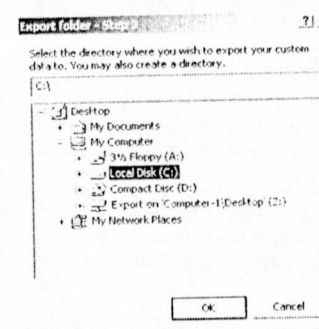 Export folder - Step 3
?
Select the directory where you wish to export your custom
data to. You may also create a directory.
C:\
Desktop
My Documents
My Computer
3½ Floppy (A:)
Local Disk (C:)
Compact Disc (D:)
Export on 'Computer-1\Desktop' (Z:)
My Network Places
OK
Cancel